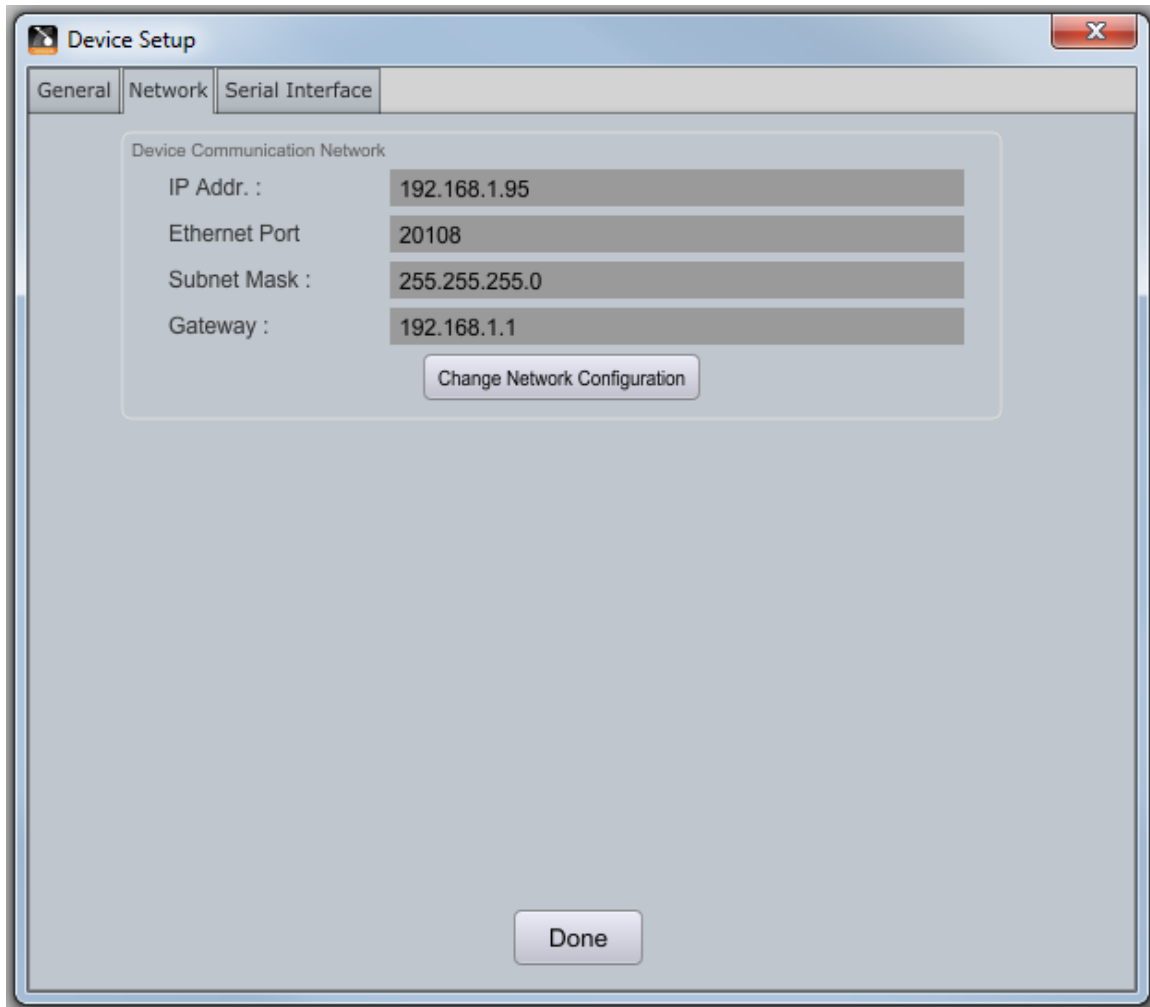 Device Setup
General Network Serial Interface
Device Communication Network
IP Addr. : 192.168.1.95
Ethernet Port 20108
Subnet Mask : 255.255.255.0
Gateway : 192.168.1.1
Change Network Configuration
Done